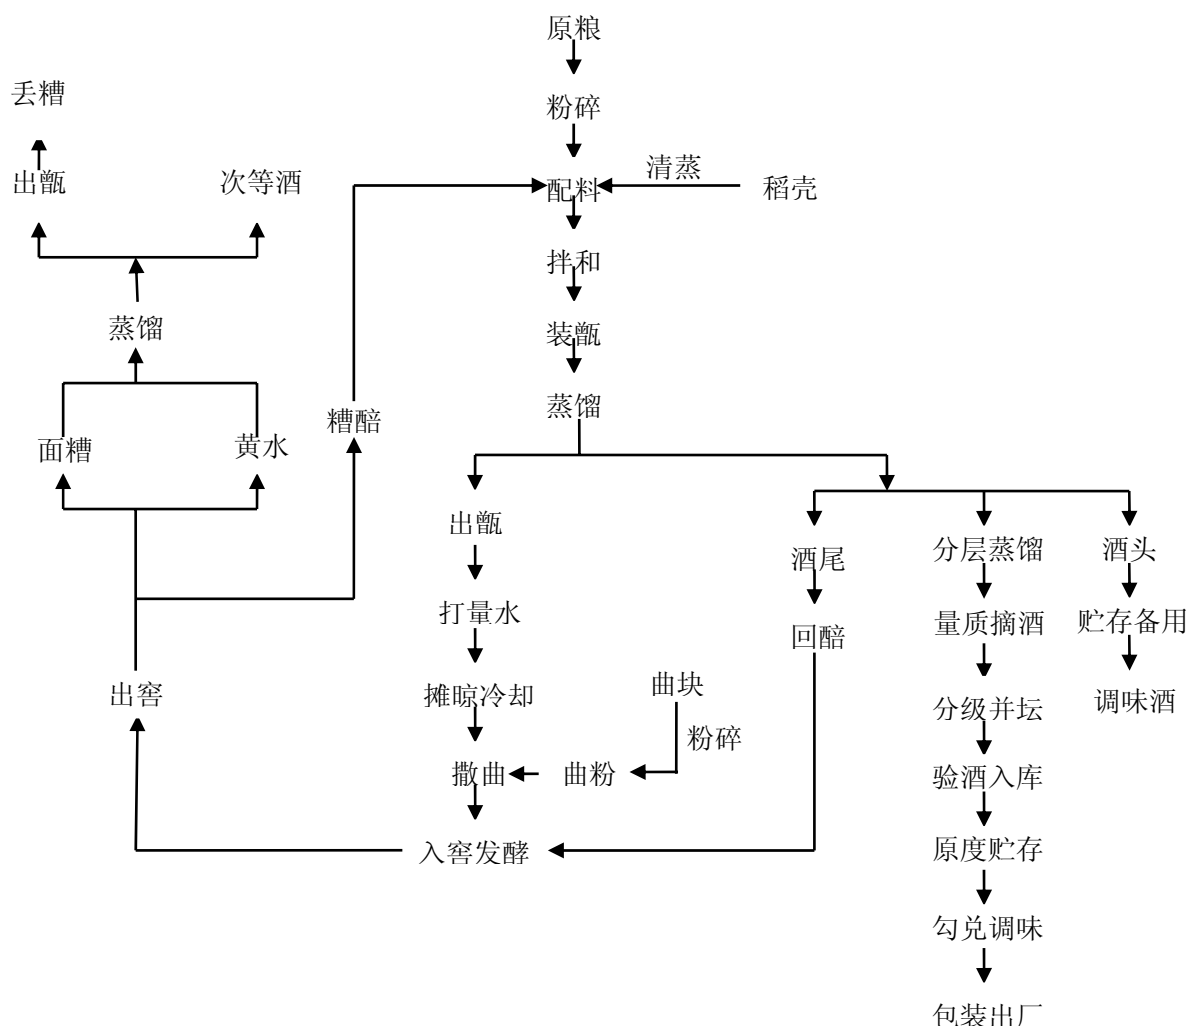 原粮
丢糟
粉碎
清蒸
出甑
次等酒
配料
稻壳
拌和
蒸馏
装甑
蒸馏
糟醅
面糟
黄水
出甑
酒尾
分层蒸馏
酒头
打量水
回醅
量质摘酒
贮存备用
出窖
摊晾冷却
曲块
分级并坛
调味酒
粉碎
撒曲
曲粉
验酒入库
入窖发酵
原度贮存
勾兑调味
包装出厂